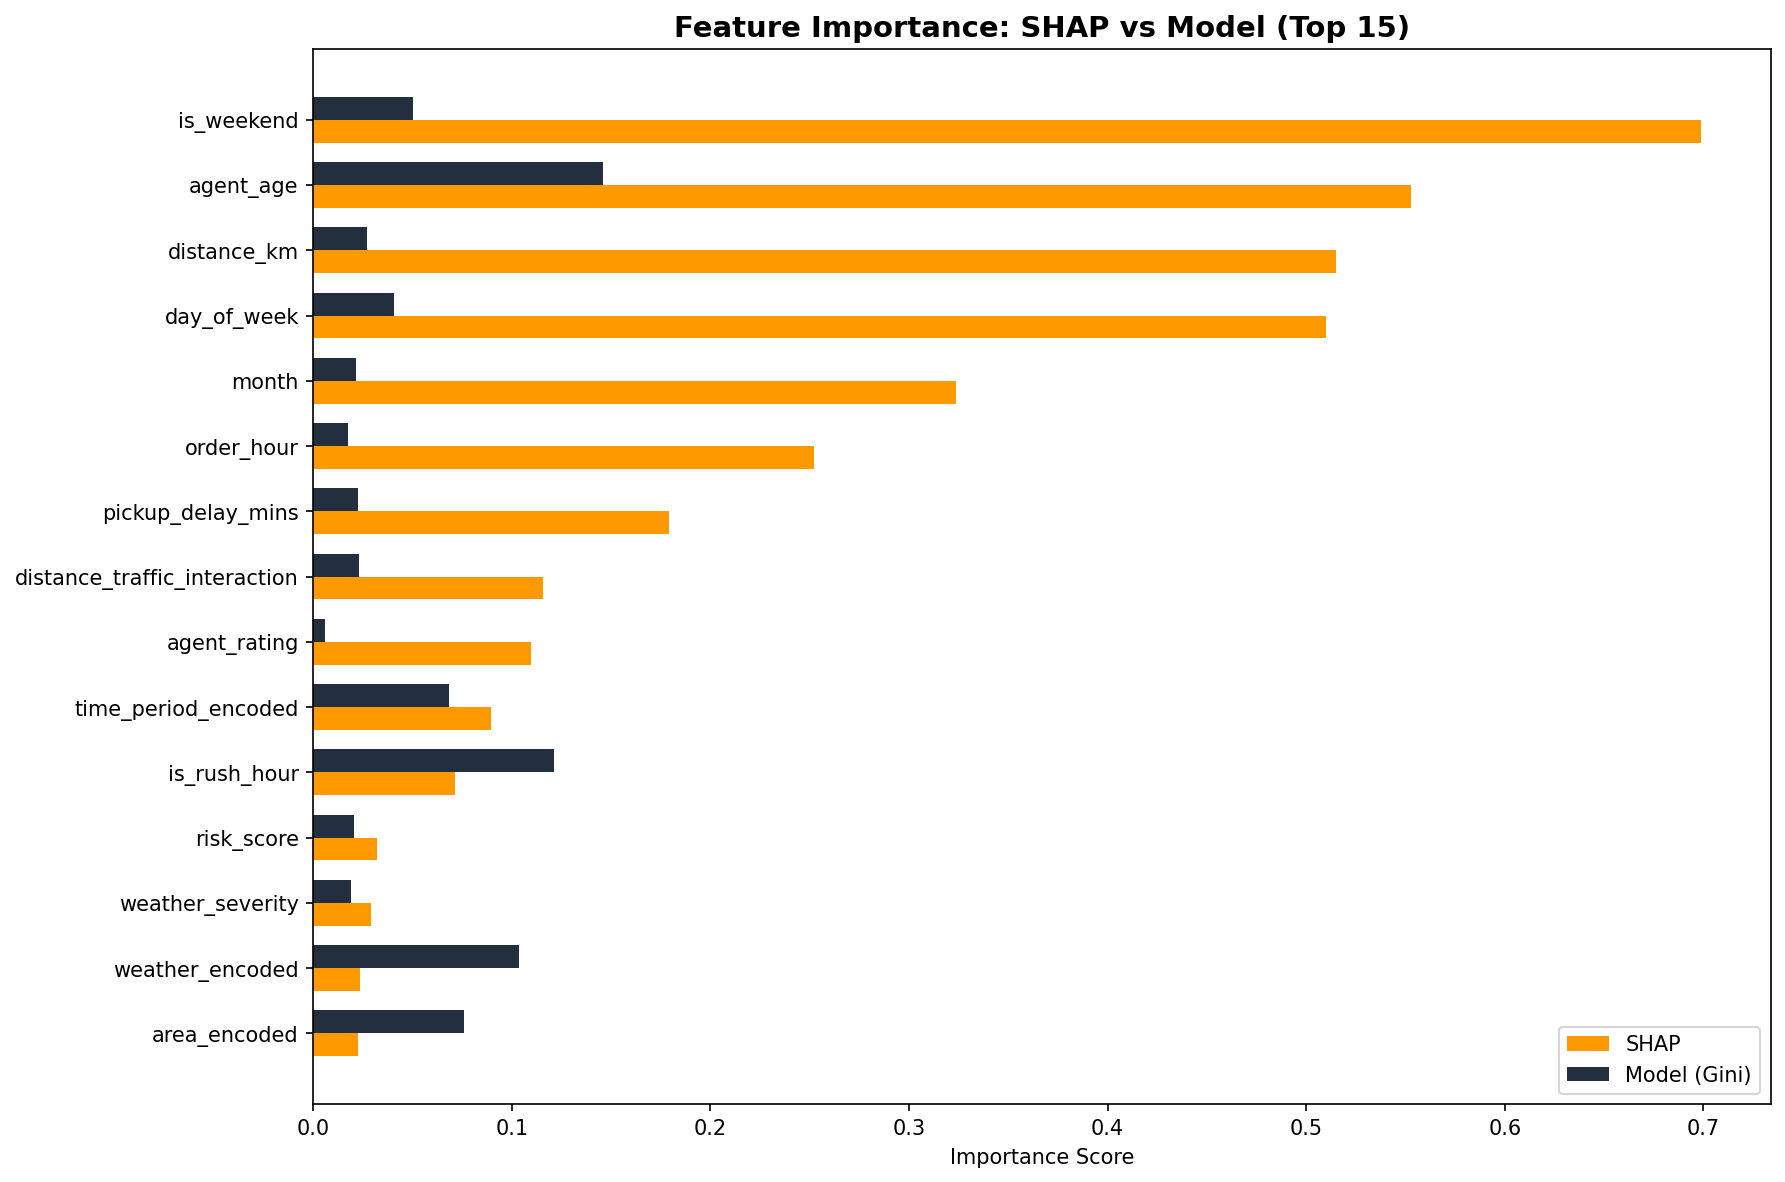 Feature Importance: SHAP vs Model (Top 15)
is_weekend
agent_age
distance_km
day_of_week
month
order_hour
pickup_delay_mins
distance_traffic_interaction
agent_rating
time_period_encoded
is_rush_hour
risk_score
weather_severity
weather_encoded
area_encoded
SHAP
Model (Gini)
0.0 0.1 0.2 0.3 0.4 0.5 0.6 0.7
Importance Score